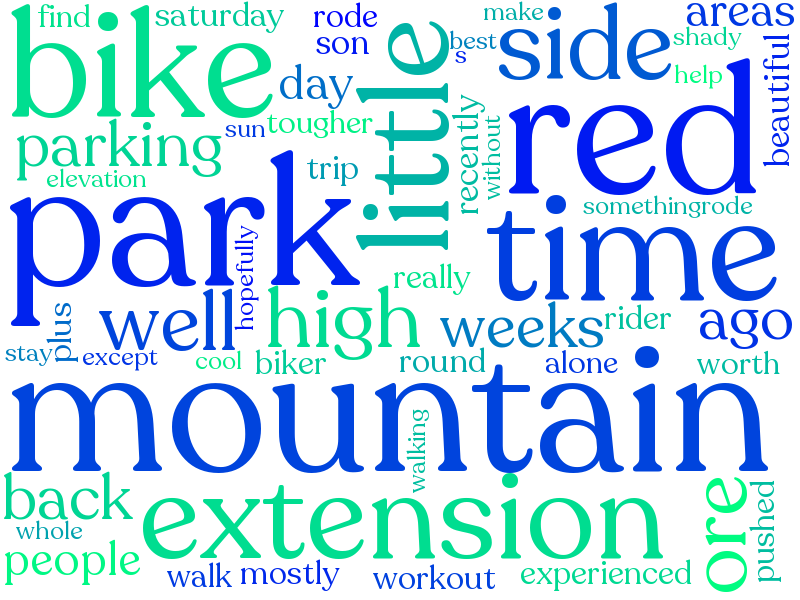 find
saturday
rode
make
areas
bike
son
best
s
side
shady
little
day
help
beautiful
red
parking
sun
tougher
recently
without
elevation
trip
park
somethingrode
time
hopefully
really
plus
well
high
weeks
rider
ago
stay
except
cool
biker
round
alone
worth
mountain
walking
back
extension
ore
pushed
whole
people
walk
mostly
workout
experienced